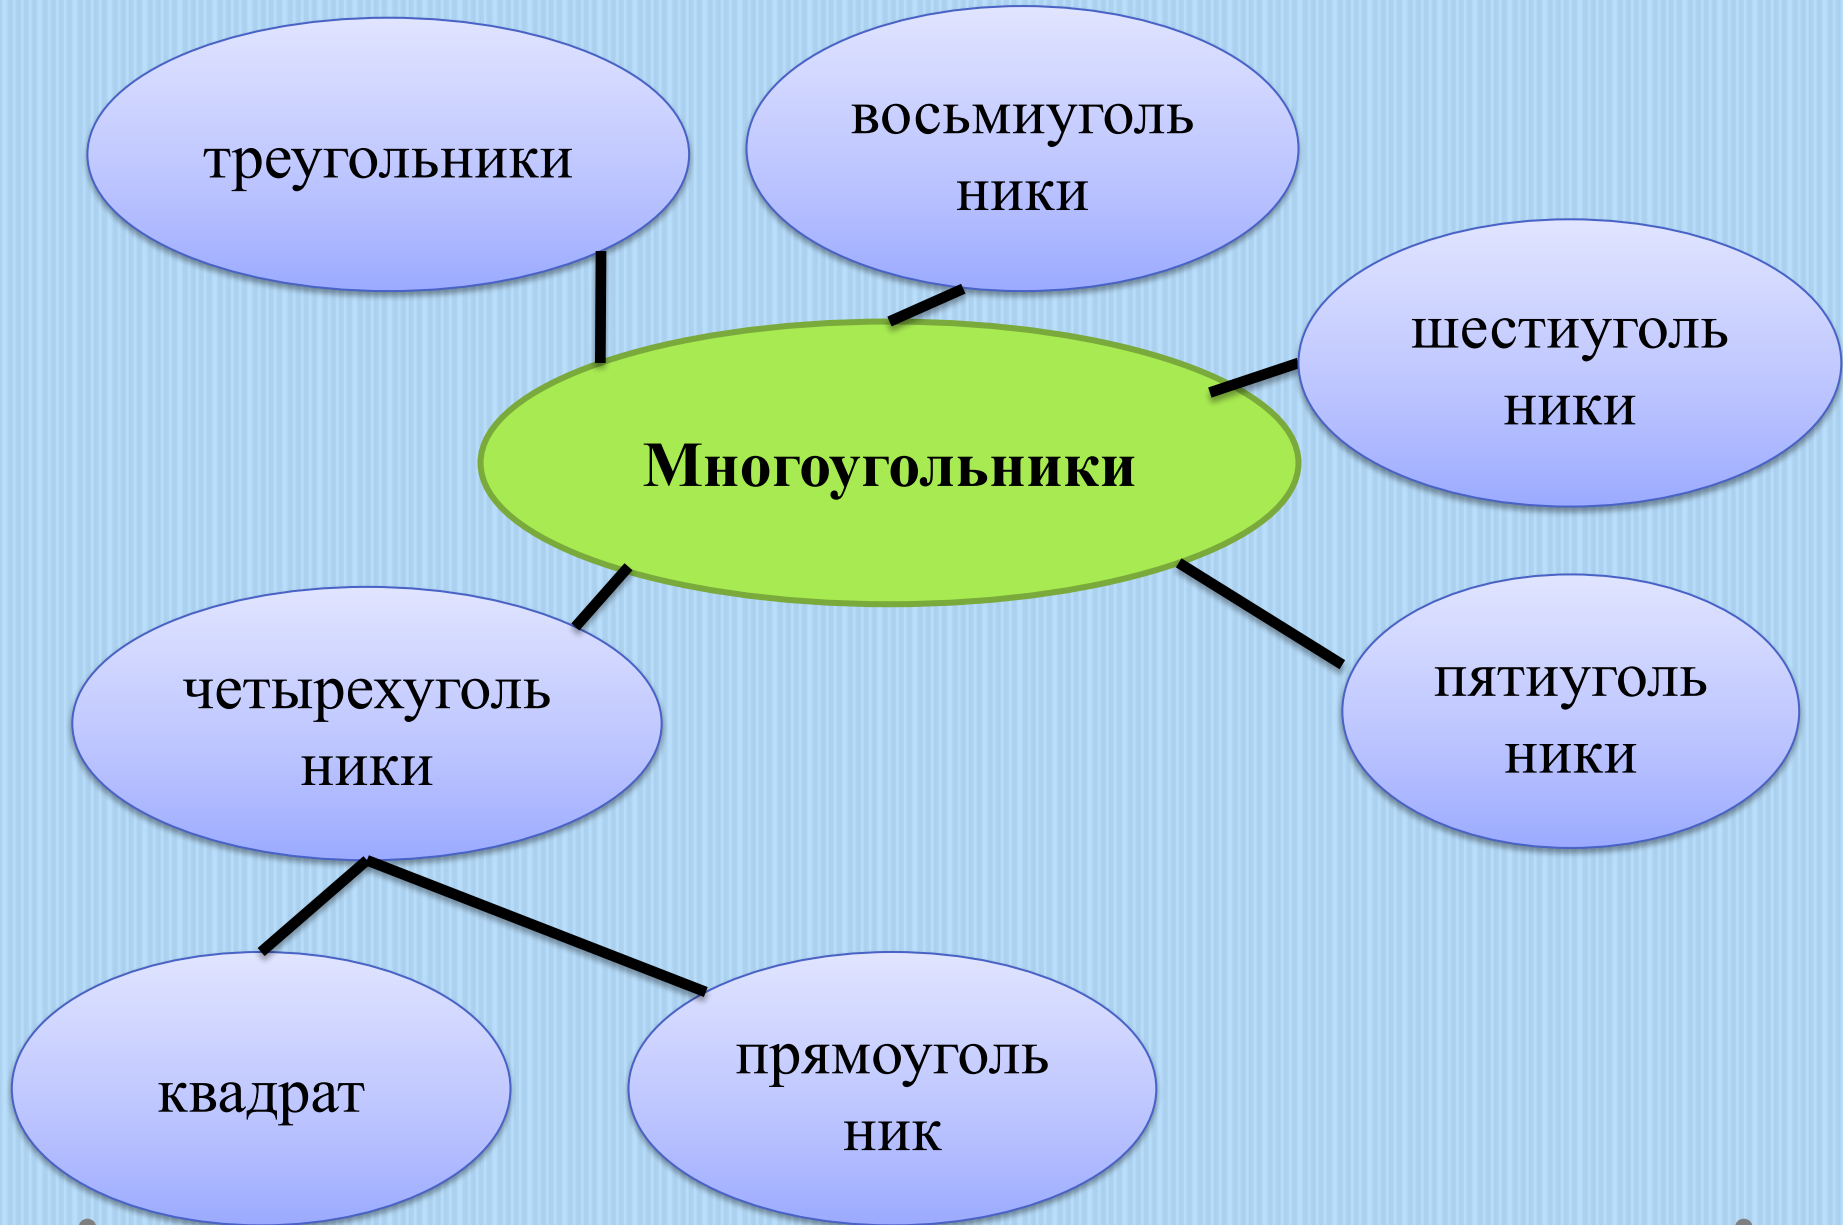 треугольники
восьмиуголь
ники
шестиуголь
ники
Многоугольники
четырехуголь
ники
пятиуголь
ники
квадрат
прямоуголь
ник